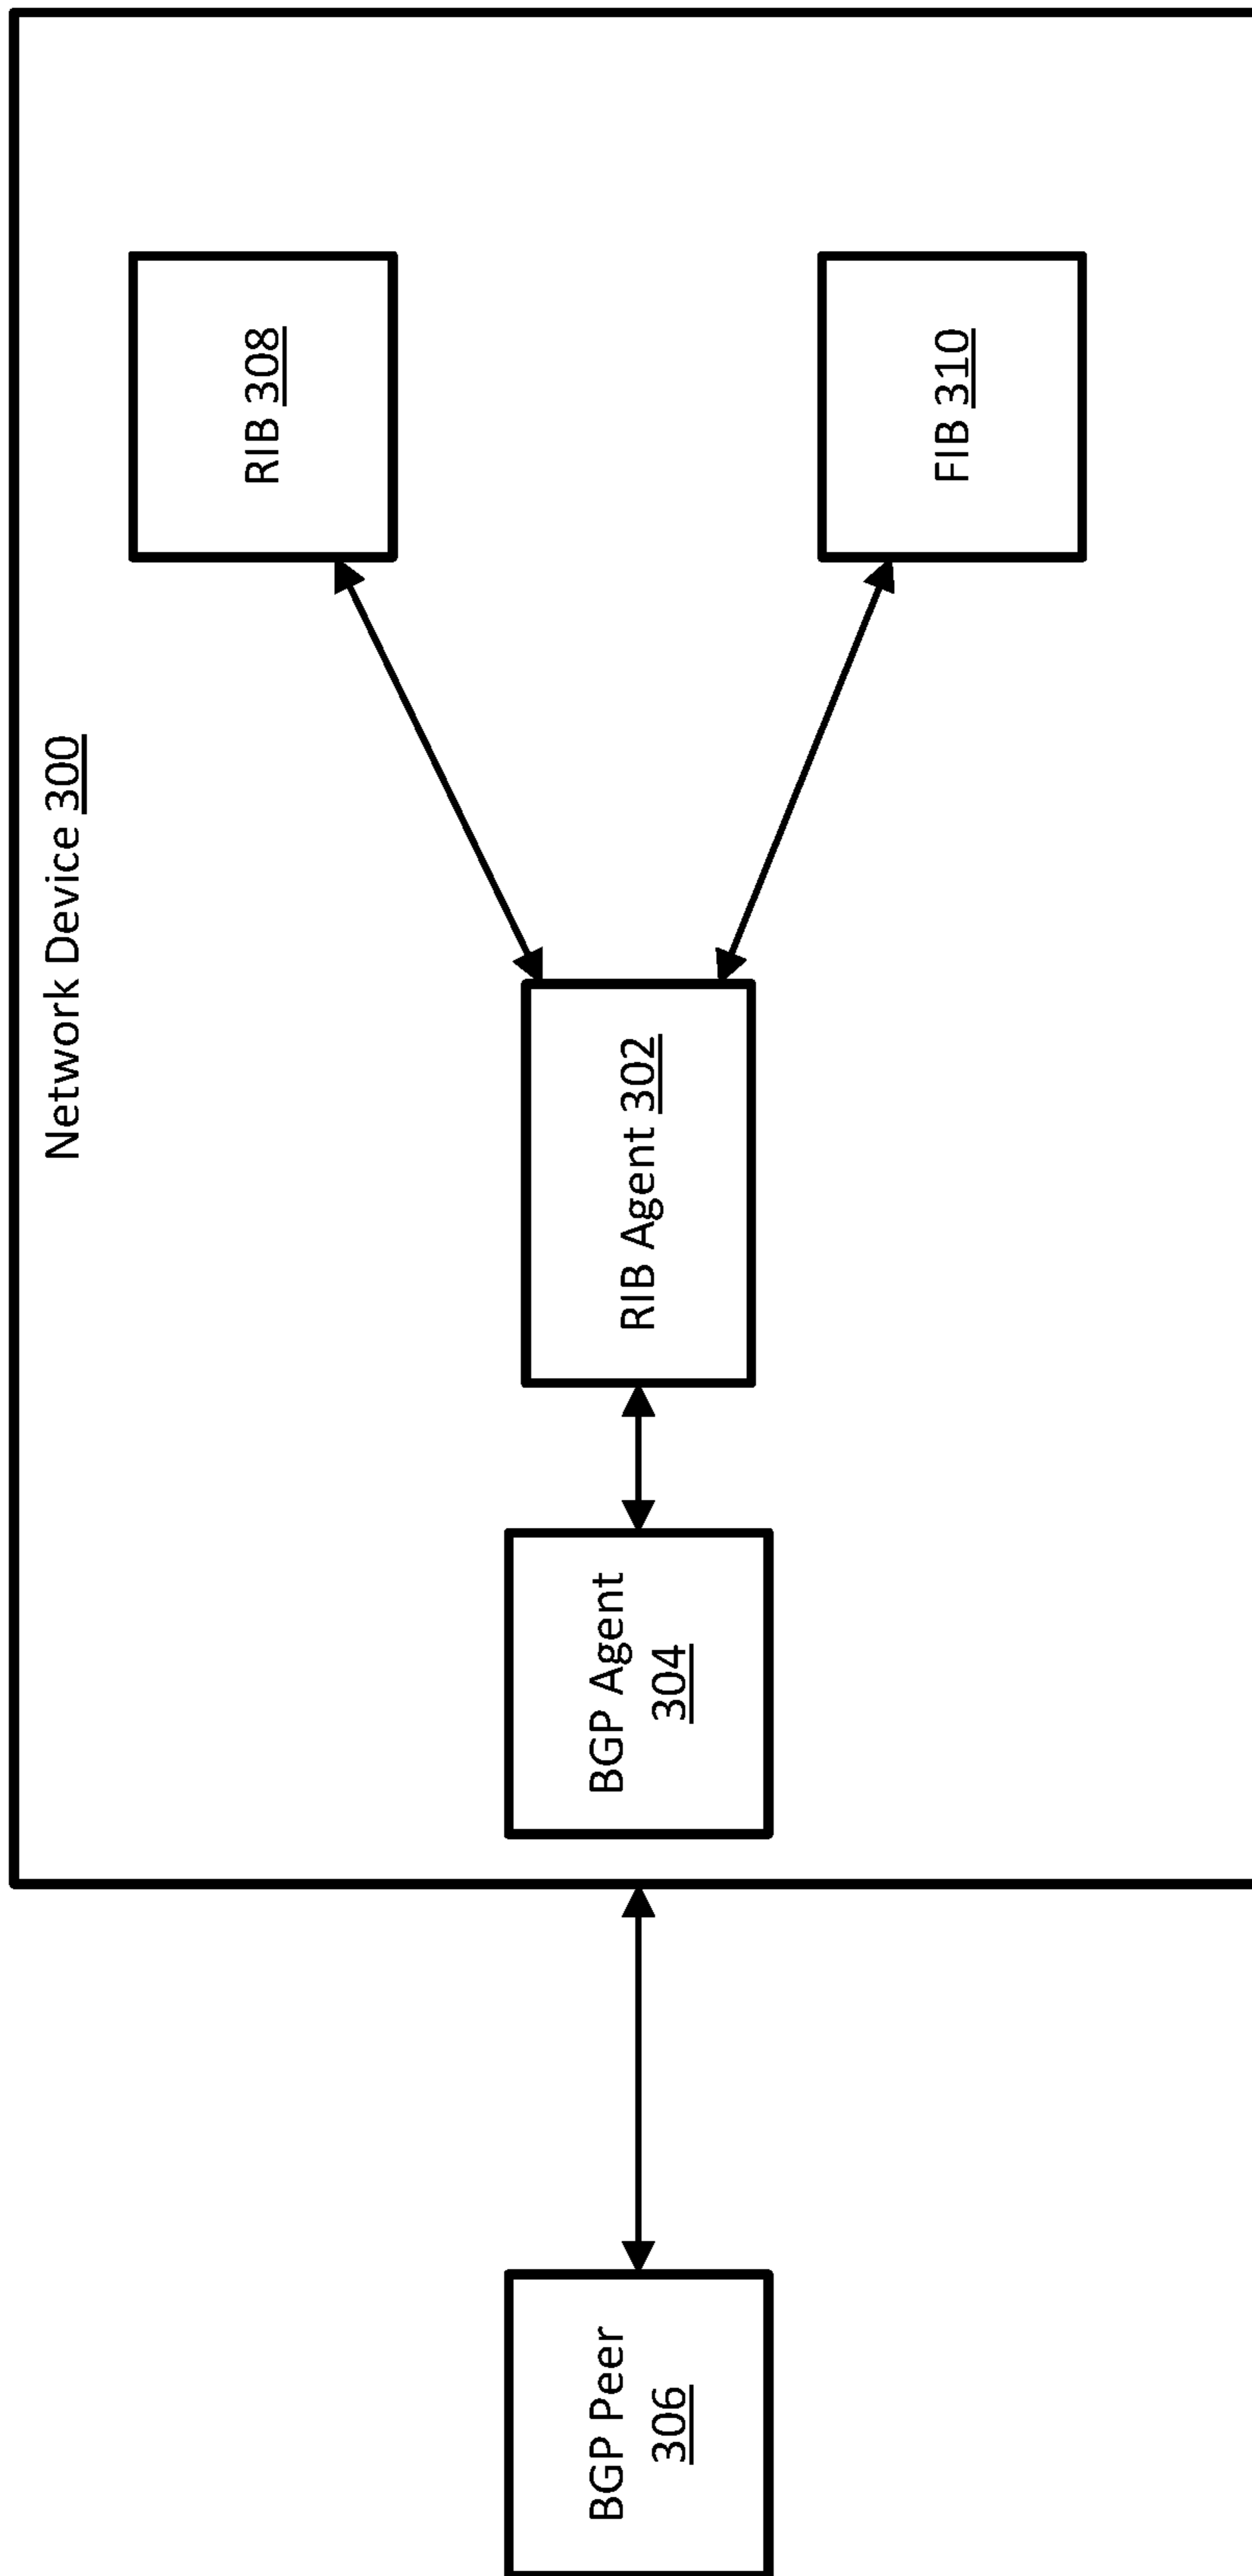 Network Device 300
BGP Peer
306
BGP Agent
304
RIB Agent 302
RIB 308
FIB 310